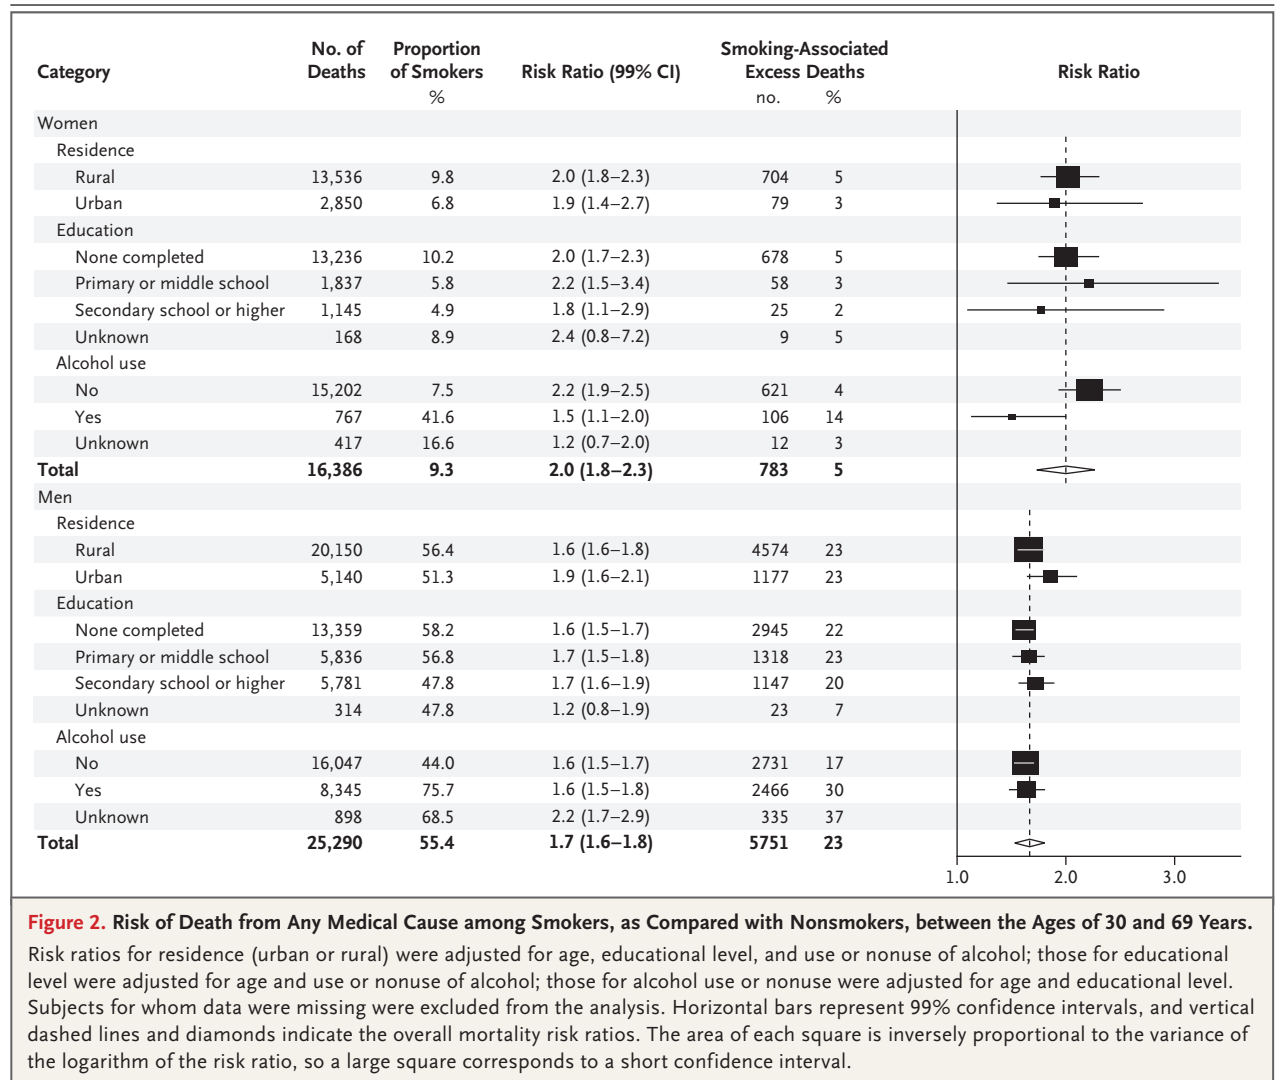 Category No. of Deaths Proportion of Smokers Risk Ratio (99% CI) Smoking-Associated Excess Deaths Risk Ratio
% no. %
Women
Residence
Rural 13,536 9.8 2.0 (1.8–2.3) 704 5
Urban 2,850 6.8 1.9 (1.4–2.7) 79 3
Education
None completed 13,236 10.2 2.0 (1.7–2.3) 678 5
Primary or middle school 1,837 5.8 2.2 (1.5–3.4) 58 3
Secondary school or higher 1,145 4.9 1.8 (1.1–2.9) 25 2
Unknown 168 8.9 2.4 (0.8–7.2) 9 5
Alcohol use
No 15,202 7.5 2.2 (1.9–2.5) 621 4
Yes 767 41.6 1.5 (1.1–2.0) 106 14
Unknown 417 16.6 1.2 (0.7–2.0) 12 3
Total 16,386 9.3 2.0 (1.8–2.3) 783 5
Men
Residence
Rural 20,150 56.4 1.6 (1.6–1.8) 4574 23
Urban 5,140 51.3 1.9 (1.6–2.1) 1177 23
Education
None completed 13,359 58.2 1.6 (1.5–1.7) 2945 22
Primary or middle school 5,836 56.8 1.7 (1.5–1.8) 1318 23
Secondary school or higher 5,781 47.8 1.7 (1.6–1.9) 1147 20
Unknown 314 47.8 1.2 (0.8–1.9) 23 7
Alcohol use
No 16,047 44.0 1.6 (1.5–1.7) 2731 17
Yes 8,345 75.7 1.6 (1.5–1.8) 2466 30
Unknown 898 68.5 2.2 (1.7–2.9) 335 37
Total 25,290 55.4 1.7 (1.6–1.8) 5751 23
1.0 2.0 3.0
Figure 2. Risk of Death from Any Medical Cause among Smokers, as Compared with Nonsmokers, between the Ages of 30 and 69 Years.
Risk ratios for residence (urban or rural) were adjusted for age, educational level, and use or nonuse of alcohol; those for educational
level were adjusted for age and use or nonuse of alcohol; those for alcohol use or nonuse were adjusted for age and educational level.
Subjects for whom data were missing were excluded from the analysis. Horizontal bars represent 99% confidence intervals, and vertical
dashed lines and diamonds indicate the overall mortality risk ratios. The area of each square is inversely proportional to the variance of
the logarithm of the risk ratio, so a large square corresponds to a short confidence interval.